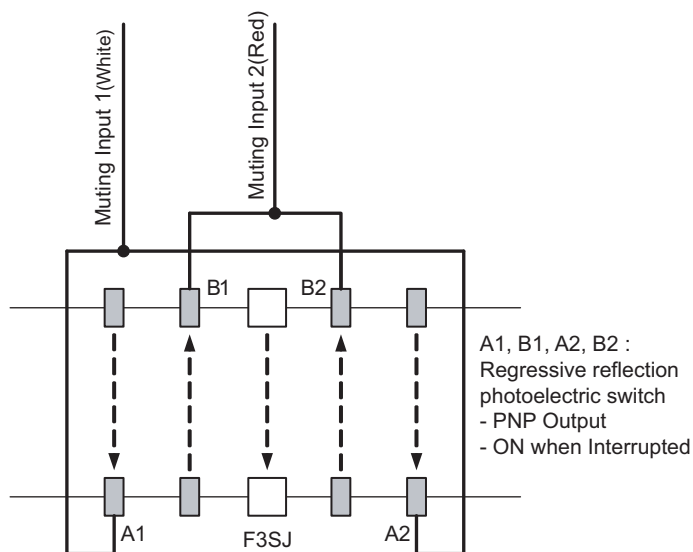 Muting Input 1(White)
Muting Input 2(Red)
B1
B2
A1, B1, A2, B2 :
Regressive reflection
photoelectric switch
- PNP Output
- ON when Interrupted
A1
F3SJ
A2